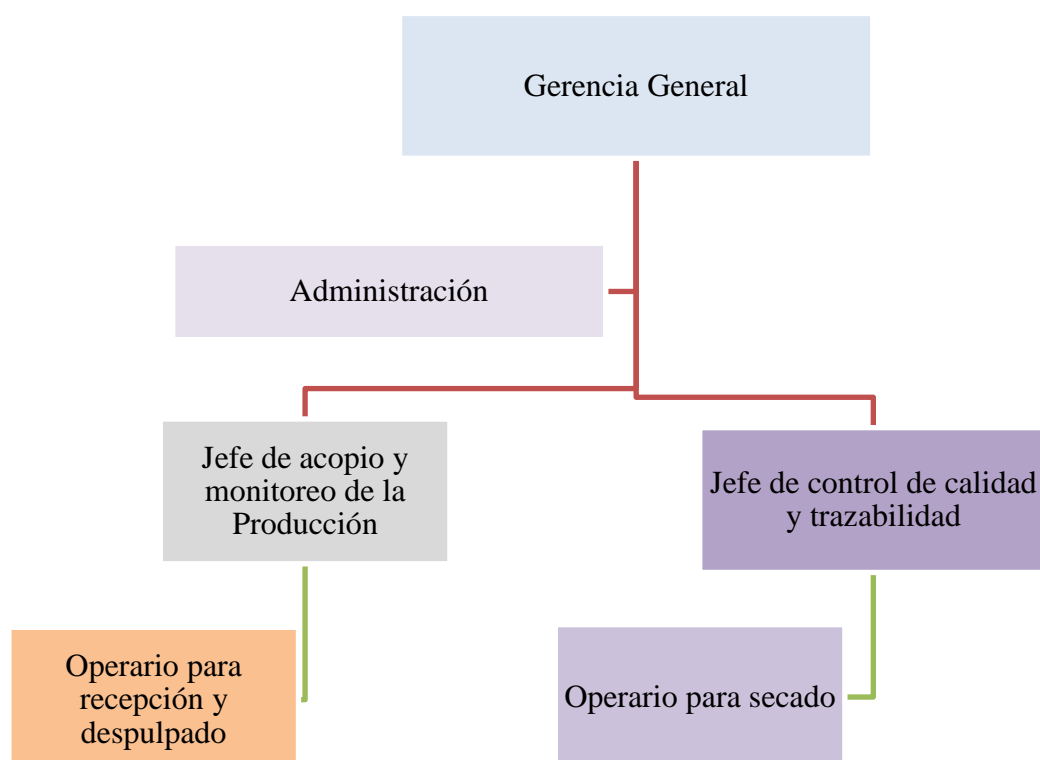 Gerencia General
Administración
Jefe de acopio y
monitoreo de la
Producción
Jefe de control de calidad
y trazabilidad
Operario para
recepción y
despulpado
Operario para secado